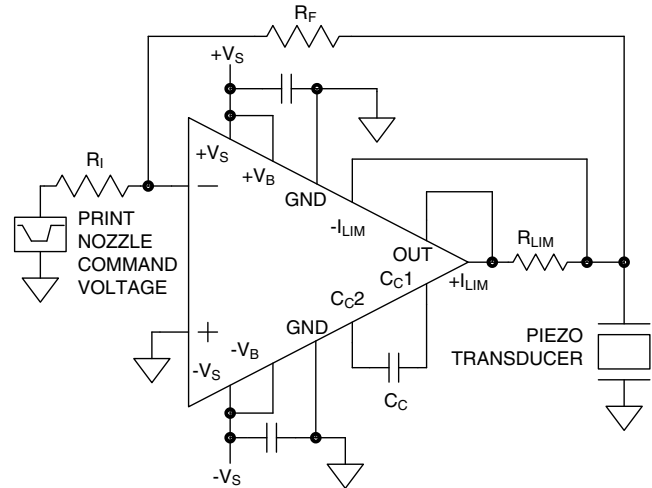 R_F
+V_S
R_I
+V_S
+V_B
GND
-I_LIM
PRINT
NOZZLE
COMMAND
VOLTAGE
OUT
R_LIM
+I_LIM
C_C1
C_C2
GND
-V_B
-V_S
C_C
PIEZO
TRANSDUCER
-V_S